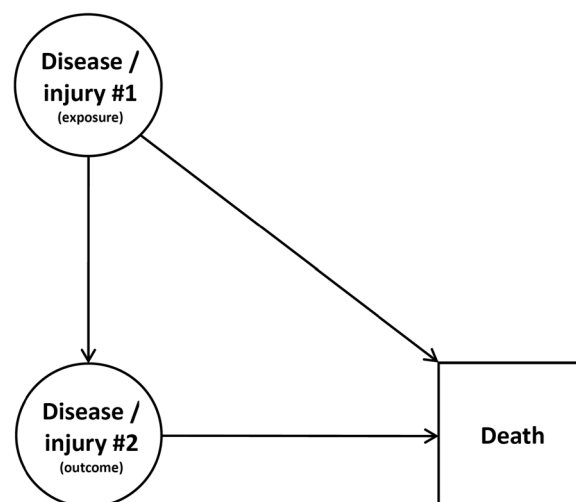 Disease /
injury #1
(exposure)
Disease /
injury #2
(outcome)
Death